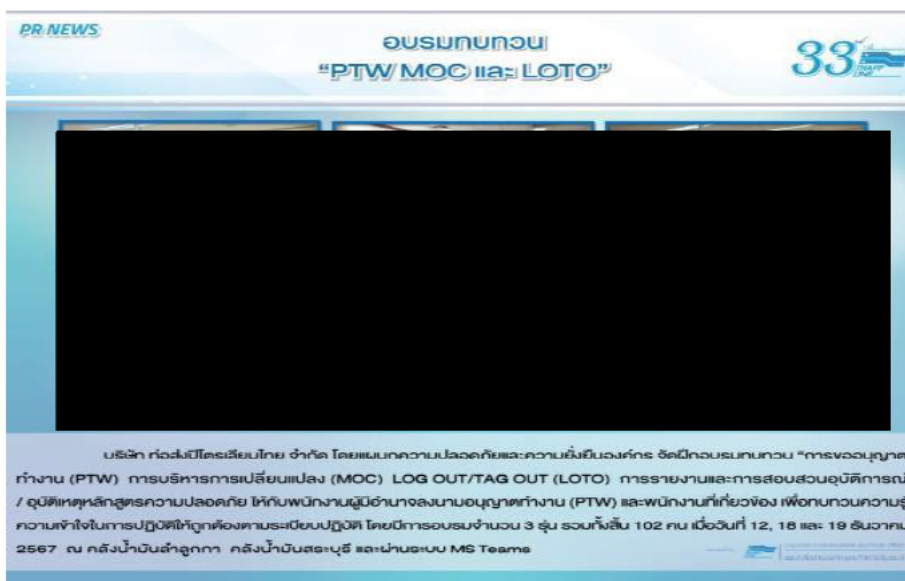 PR NEWS
อบรมทบทวน
"PTW MOC และ LOTO"
33
THAPP
LINE
บริษัท ท่อส่งปิโตรเลียมไทย จำกัด โดยแผนกความปลอดภัยและความยั่งยืนองค์กร จัดฝึกอบรมทบทวน "การขออนุญาต
ทำงาน (PTW) การบริหารการเปลี่ยนแปลง (MOC) LOG OUT/TAG OUT (LOTO) การรายงานและการสอบสวนอุบัติการณ์
/ อุบัติเหตุหลักสูตรความปลอดภัย ให้กับพนักงานผู้มีอำนาจลงนามอนุญาตทำงาน (PTW) และพนักงานที่เกี่ยวข้อง เพื่อทบทวนความรู้
ความเข้าใจในการปฏิบัติให้ถูกต้องตามระเบียบปฏิบัติ โดยมีการอบรมจำนวน 3 รุ่น รวมทั้งสิ้น 102 คน เมื่อวันที่ 12, 18 และ 19 ธันวาคม
2567 ณ คลังน้ำมันลำลูกกา คลังน้ำมันสระบุรี และผ่านระบบ MS Teams